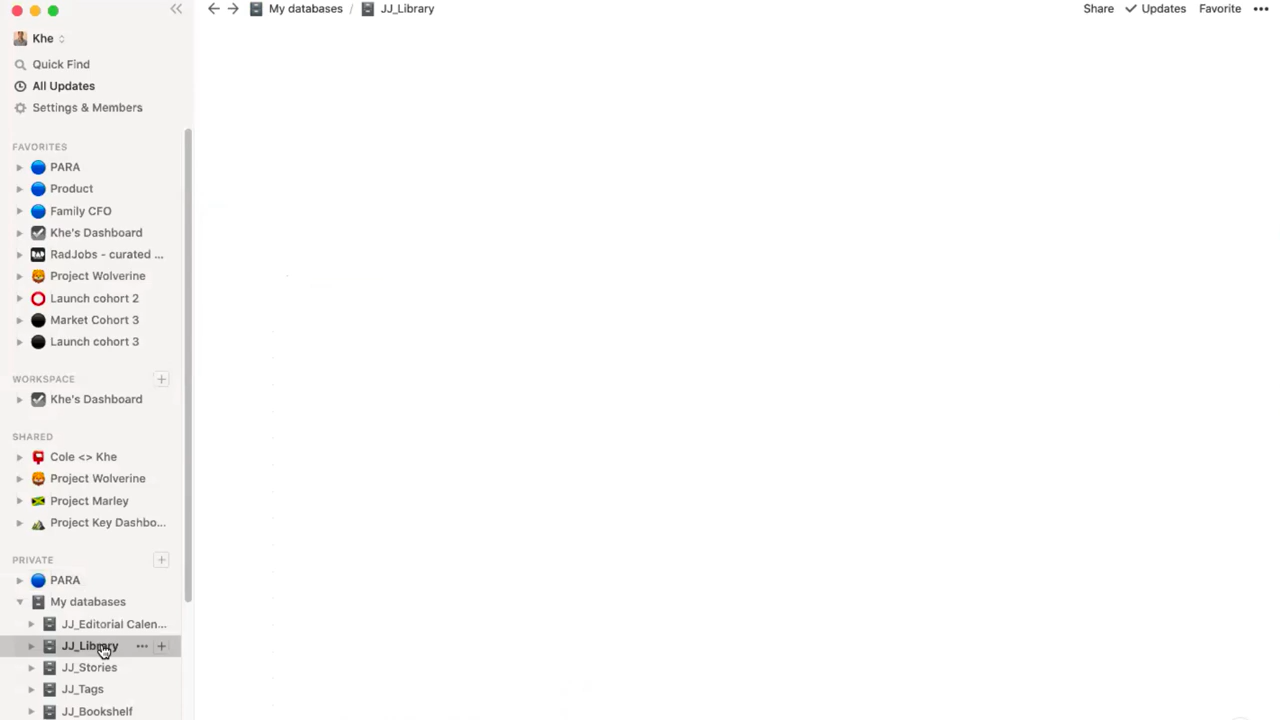 My databases / JJ_Library
Share Updates Favorite
Khe
Quick Find
All Updates
Settings & Members
FAVORITES
PARA
Product
Family CFO
Khe's Dashboard
RadJobs - curated ...
Project Wolverine
Launch cohort 2
Market Cohort 3
Launch cohort 3
WORKSPACE
Khe's Dashboard
SHARED
Cole <> Khe
Project Wolverine
Project Marley
Project Key Dashbo...
PRIVATE
PARA
My databases
JJ_Editorial Calen...
JJ_Library
JJ_Stories
JJ_Tags
JJ_Bookshelf